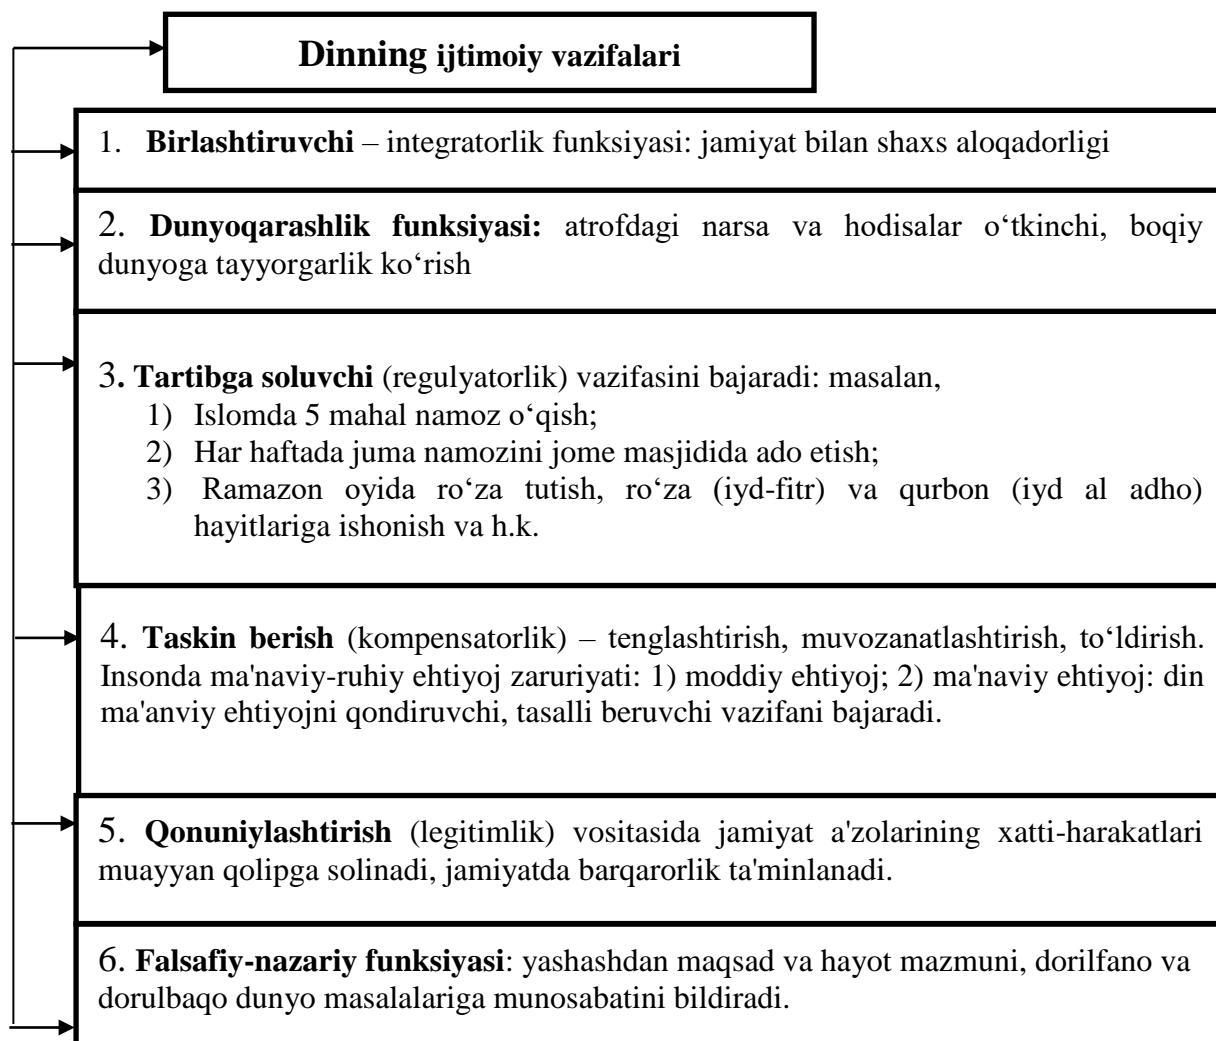 Dinning ijtimoiy vazifalari
1. Birlashtiruvchi – integratorlik funksiyasi: jamiyat bilan shaxs aloqadorligi
2. Dunyoqarashlik funksiyasi: atrofdagi narsa va hodisalar o‘tkinchi, boqiy
dunyoga tayyorgarlik ko‘rish
3. Tartibga soluvchi (regulyatorlik) vazifasini bajaradi: masalan,
1) Islomda 5 mahal namoz o‘qish;
2) Har haftada juma namozini jome masjidida ado etish;
3) Ramazon oyida ro‘za tutish, ro‘za (iyd-fitr) va qurbon (iyd al adho)
hayitlariga ishonish va h.k.
4. Taskin berish (kompensatorlik) – tenglashtirish, muvozanatlashtirish, to‘ldirish.
Insonda ma'naviy-ruhiy ehtiyoj zaruriyati: 1) moddiy ehtiyoj; 2) ma'naviy ehtiyoj: din
ma'anviy ehtiyojni qondiruvchi, tasalli beruvchi vazifani bajaradi.
5. Qonuniylashtirish (legitimlik) vositasida jamiyat a'zolarining xatti-harakatlari
muayyan qolipga solinadi, jamiyatda barqarorlik ta'minlanadi.
6. Falsafiy-nazariy funksiyasi: yashashdan maqsad va hayot mazmuni, dorilfano va
dorulbaqo dunyo masalalariga munosabatini bildiradi.